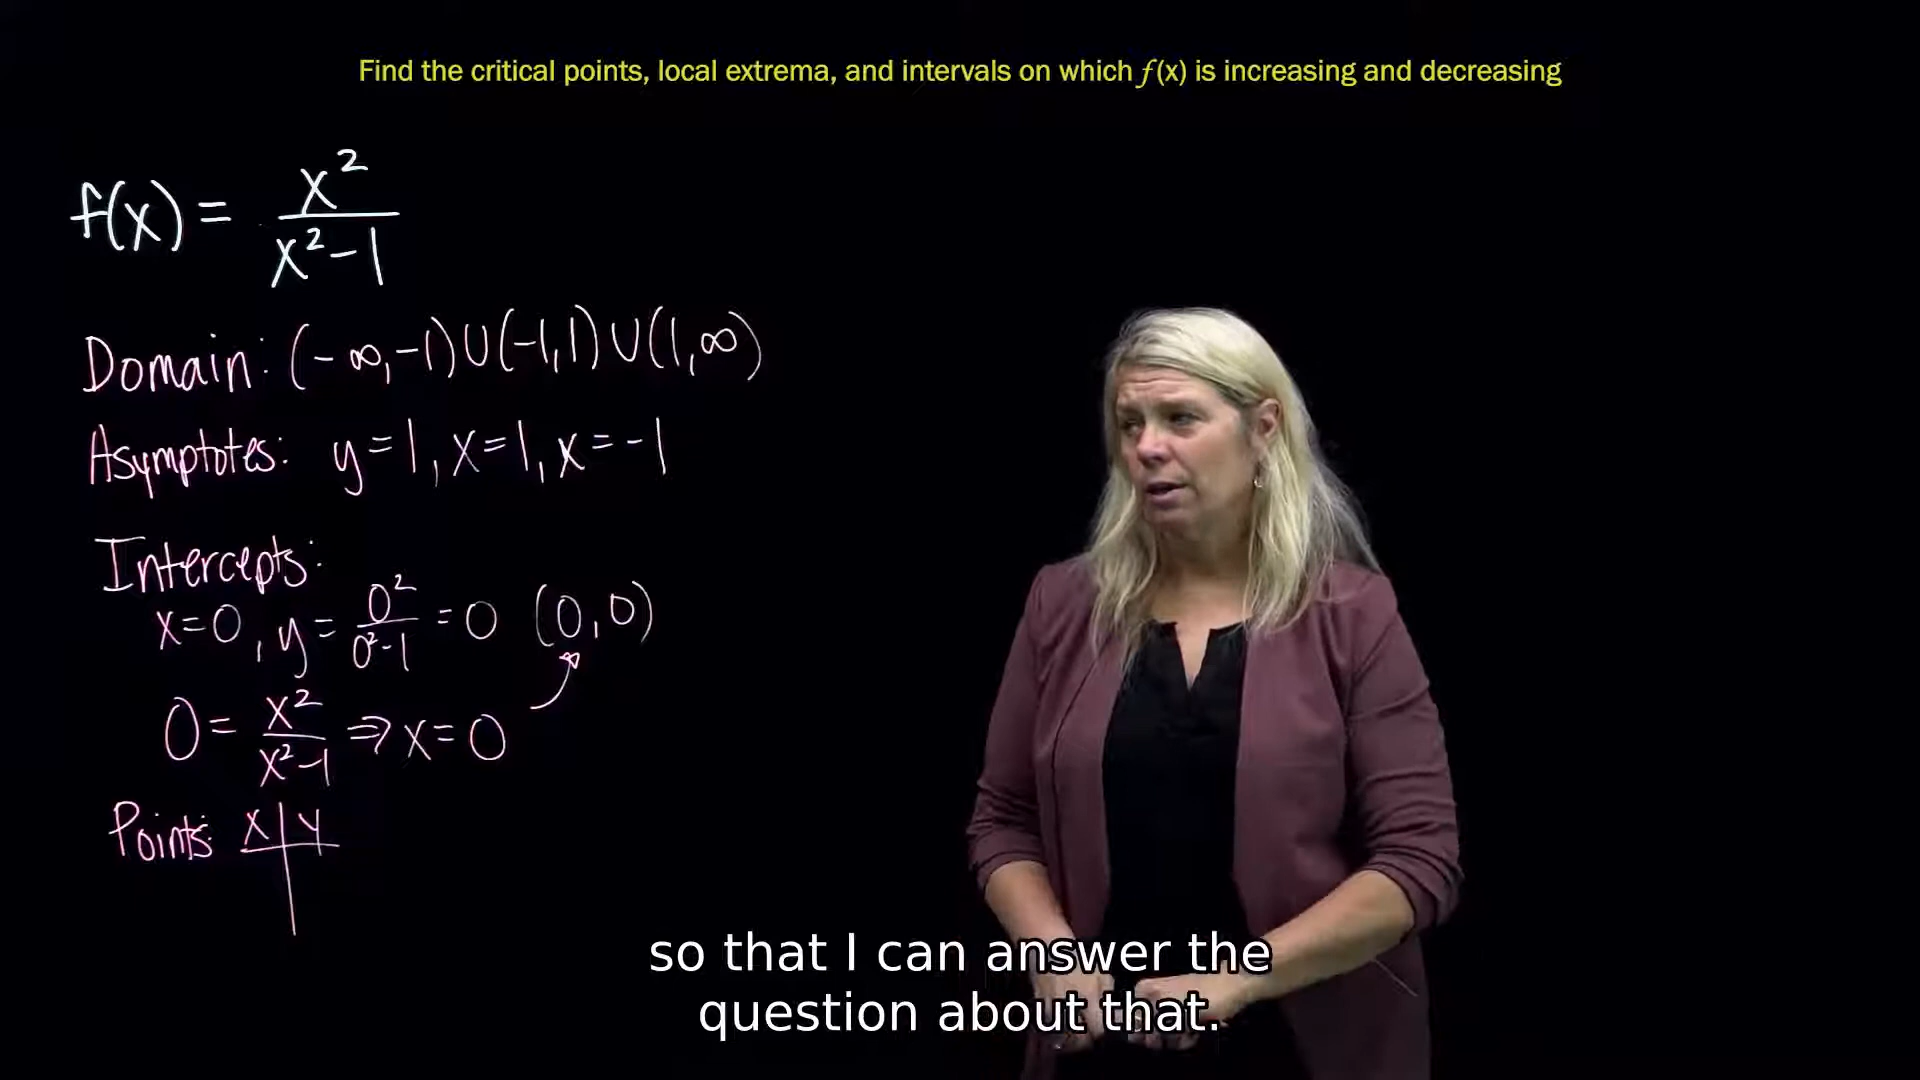 Find the critical points, local extrema, and intervals on which f(x) is increasing and decreasing
f(x) = x²/(x²-1)
Domain: (-∞,-1)∪(-1,1)∪(1,∞)
Asymptotes: y=1, x=1, x=-1
Intercepts:
x=0, y= 0²/(0²-1) = 0 (0,0)
0= x²/(x²-1) ⇒ x=0
Points: x | y
so that I can answer the
question about that.